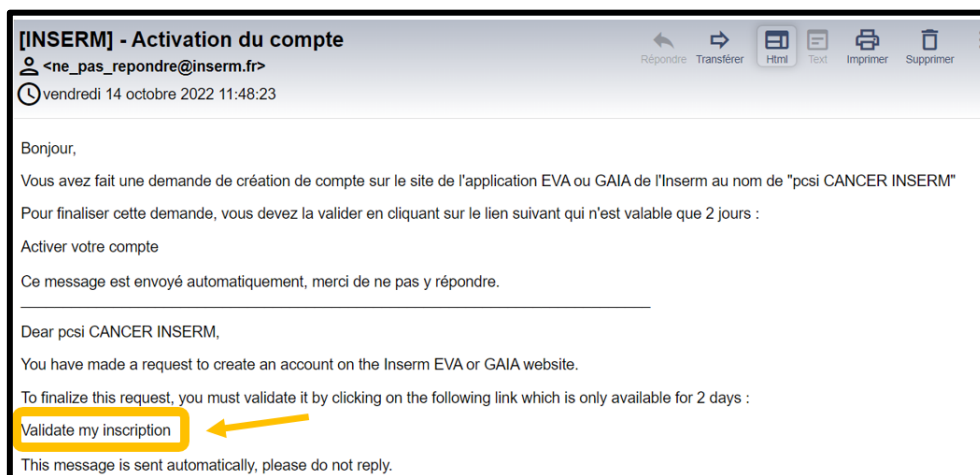 [INSERM] - Activation du compte
<ne_pas_repondre@inserm.fr>
vendredi 14 octobre 2022 11:48:23
Répondre Transférer Html Text Imprimer Supprimer
Bonjour,
Vous avez fait une demande de création de compte sur le site de l'application EVA ou GAIA de l'Inserm au nom de "pcsi CANCER INSERM"
Pour finaliser cette demande, vous devez la valider en cliquant sur le lien suivant qui n'est valable que 2 jours :
Activer votre compte
Ce message est envoyé automatiquement, merci de ne pas y répondre.
Dear pcsi CANCER INSERM,
You have made a request to create an account on the Inserm EVA or GAIA website.
To finalize this request, you must validate it by clicking on the following link which is only available for 2 days :
Validate my inscription
This message is sent automatically, please do not reply.